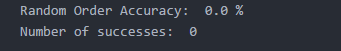 Random Order Accuracy:  0.0 %
Number of successes:  0